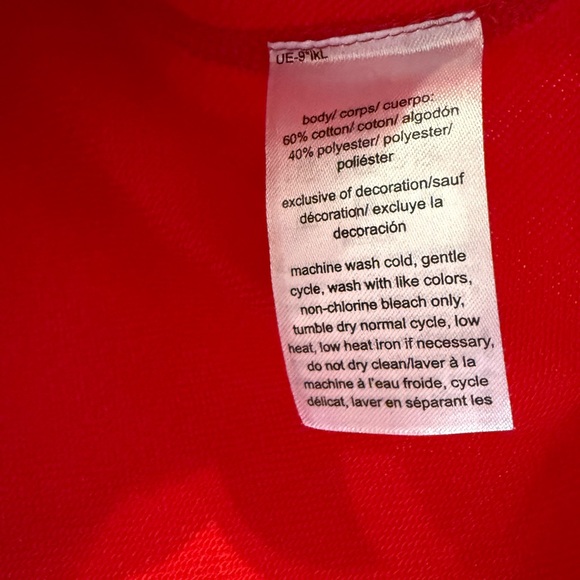 body/ corps/ cuerpo:
60% cotton/ coton/ algodón
40% polyester/ polyester/
poliéster
exclusive of decoration/sauf
décoration/ excluye la
decoración
machine wash cold, gentle
cycle, wash with like colors,
non-chlorine bleach only,
tumble dry normal cycle, low
heat, low heat iron if necessary,
do not dry clean/laver à la
machine à l'eau froide, cycle
délicat, laver en séparant les